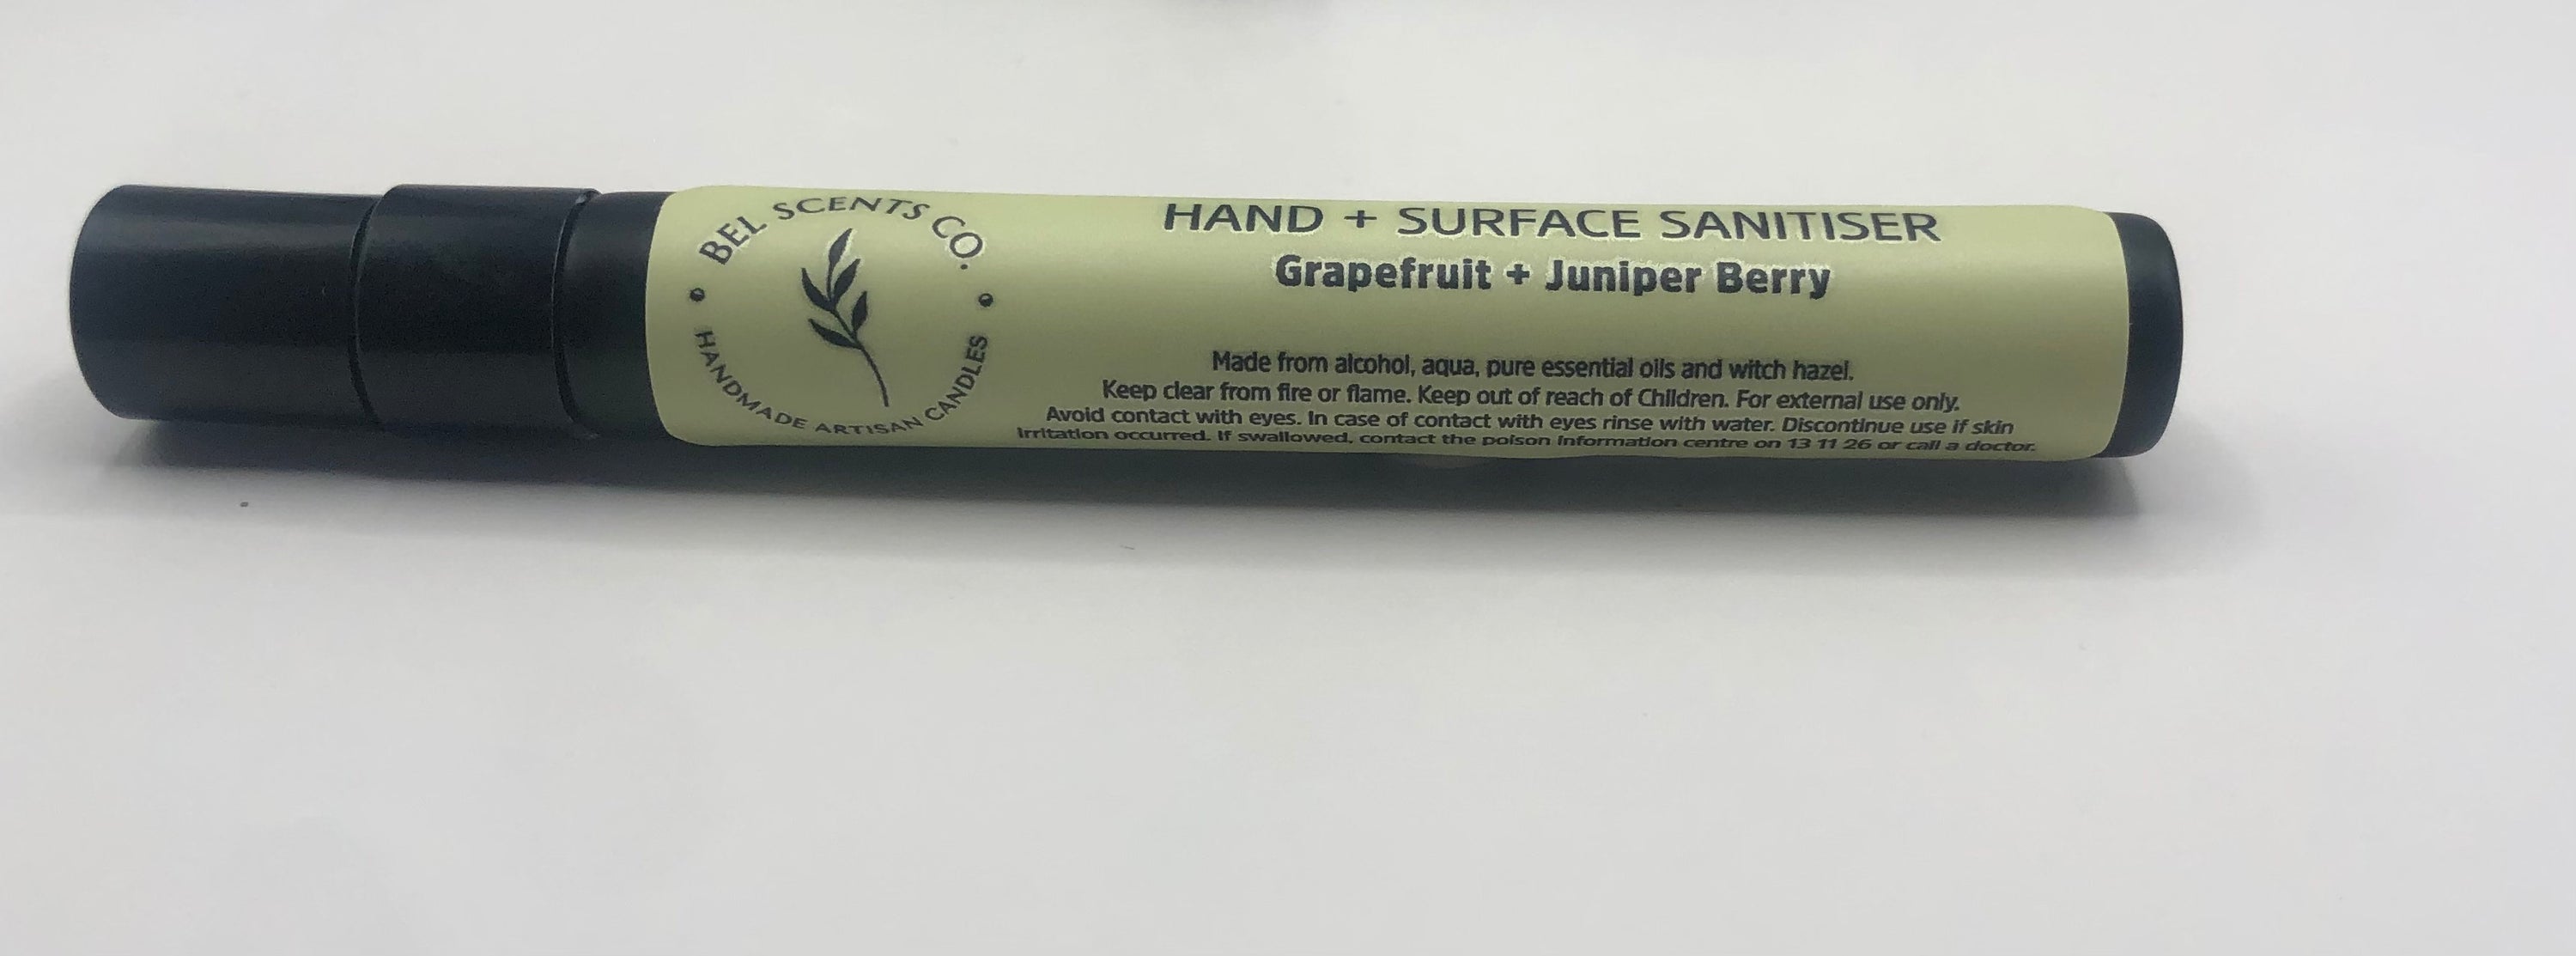 BEL SCENTS CO.
HANDMADE ARTISAN CANDLES
HAND + SURFACE SANITISER
Grapefruit + Juniper Berry
Made from alcohol, aqua, pure essential oils and witch hazel.
Keep clear from fire or flame. Keep out of reach of Children. For external use only.
Avoid contact with eyes. In case of contact with eyes rinse with water. Discontinue use if skin
irritation occurred. If swallowed, contact the poison information centre on 13 11 26 or call a doctor.